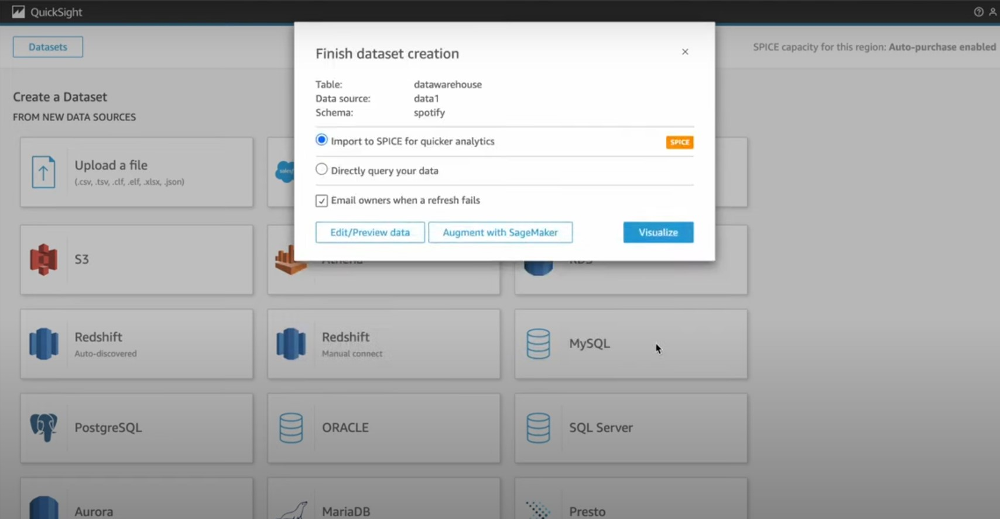 QuickSight
Datasets
SPICE capacity for this region: Auto-purchase enabled
Create a Dataset
FROM NEW DATA SOURCES
Finish dataset creation
×
Table: datawarehouse
Data source: data1
Schema: spotify
Import to SPICE for quicker analytics
SPICE
Directly query your data
Email owners when a refresh fails
Edit/Preview data
Augment with SageMaker
Visualize
Upload a file
(.csv, .tsv, .clf, .elf, .xlsx, .json)
S3
Athena
RDS
Redshift
Auto-discovered
Redshift
Manual connect
MySQL
PostgreSQL
ORACLE
SQL Server
Aurora
MariaDB
Presto